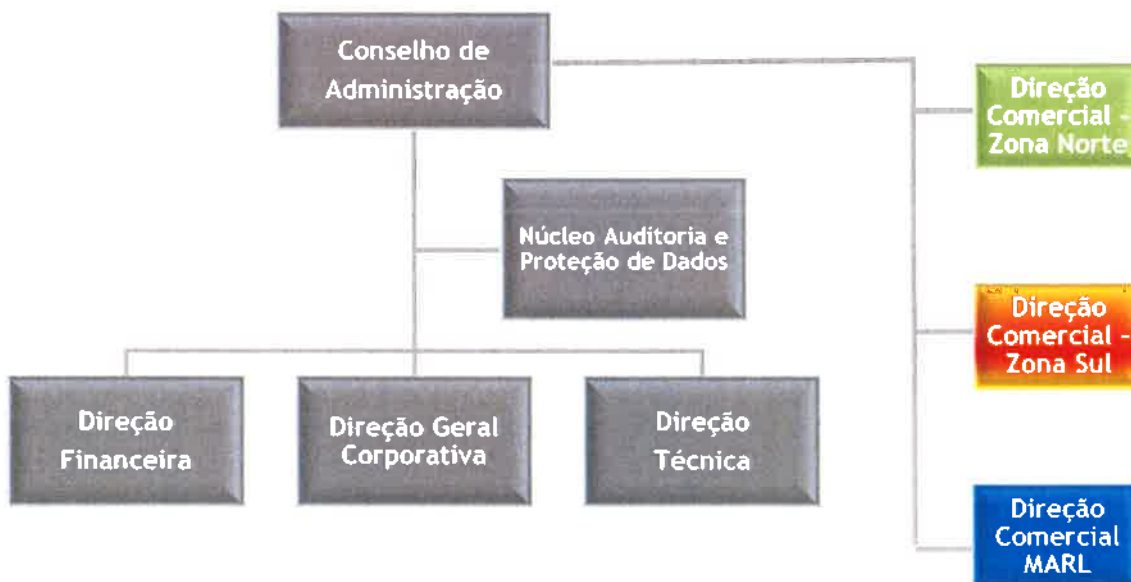 Conselho de
Administração
Direção
Comercial -
Zona Norte
Núcleo Auditoria e
Proteção de Dados
Direção
Comercial -
Zona Sul
Direção
Financeira
Direção Geral
Corporativa
Direção
Técnica
Direção
Comercial
MARL